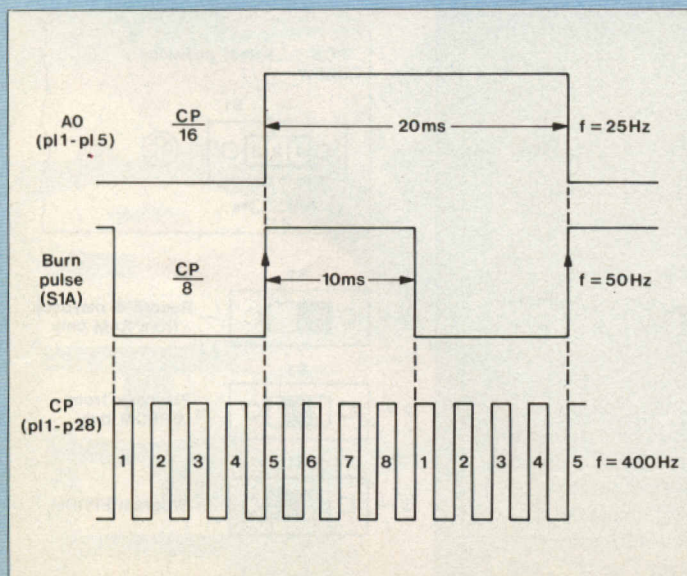 AO
(pl1-pl5)
CP
16
20ms
f = 25Hz
Burn
pulse
(S1A)
CP
8
10ms
f = 50Hz
CP
(pl1-p28)
1 2 3 4 5 6 7 8 1 2 3 4 5
f = 400Hz